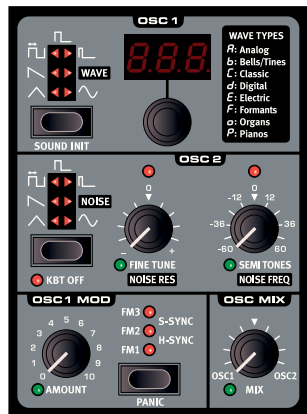 OSC 1
WAVE
SOUND INIT
8.8.8.
WAVE TYPES
A: Analog
b: Bells/Tines
C: Classic
d: Digital
E: Electric
F: Formants
o: Organs
P: Pianos
OSC 2
NOISE
KBT OFF
0
- +
FINE TUNE
NOISE RES
0
-12 12
-36 36
-60 60
SEMI TONES
NOISE FREQ
OSC1 MOD
0 1 2 3 4 5 6 7 8 9 10
AMOUNT
FM3
S-SYNC
FM2
H-SYNC
FM1
PANIC
OSC MIX
OSC1 OSC2
MIX